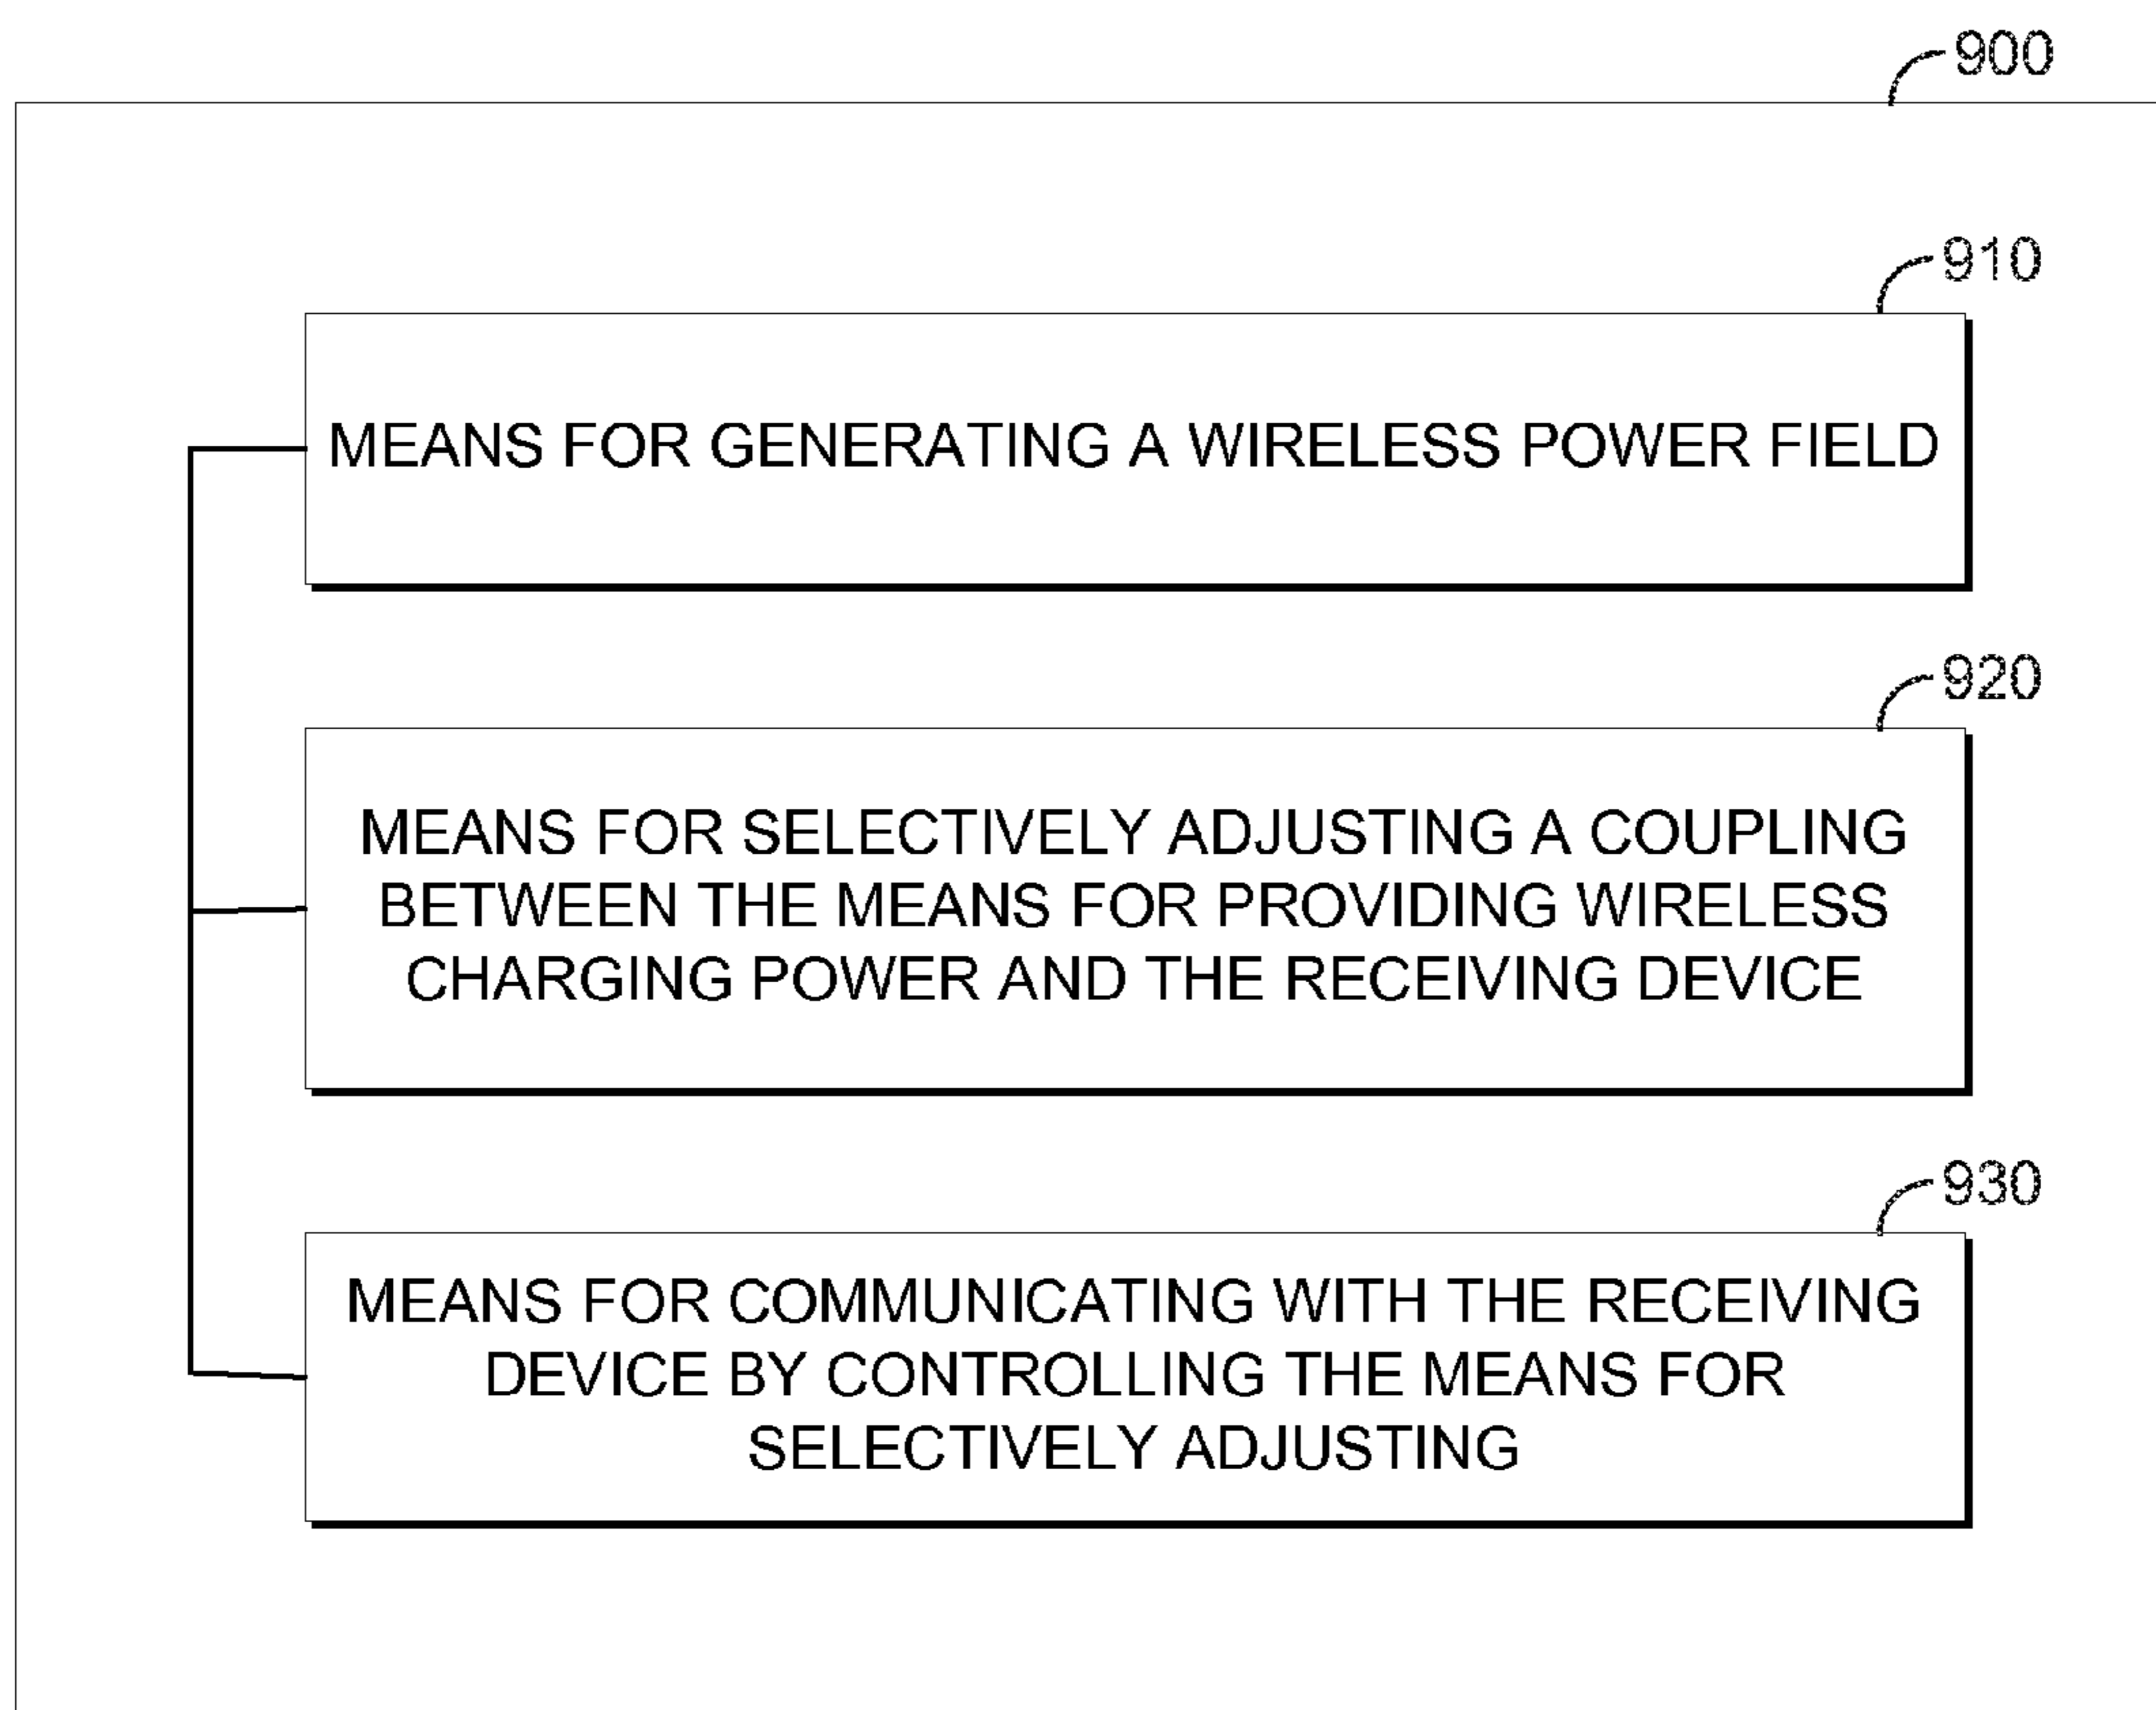 900
910
MEANS FOR GENERATING A WIRELESS POWER FIELD
920
MEANS FOR SELECTIVELY ADJUSTING A COUPLING
BETWEEN THE MEANS FOR PROVIDING WIRELESS
CHARGING POWER AND THE RECEIVING DEVICE
930
MEANS FOR COMMUNICATING WITH THE RECEIVING
DEVICE BY CONTROLLING THE MEANS FOR
SELECTIVELY ADJUSTING